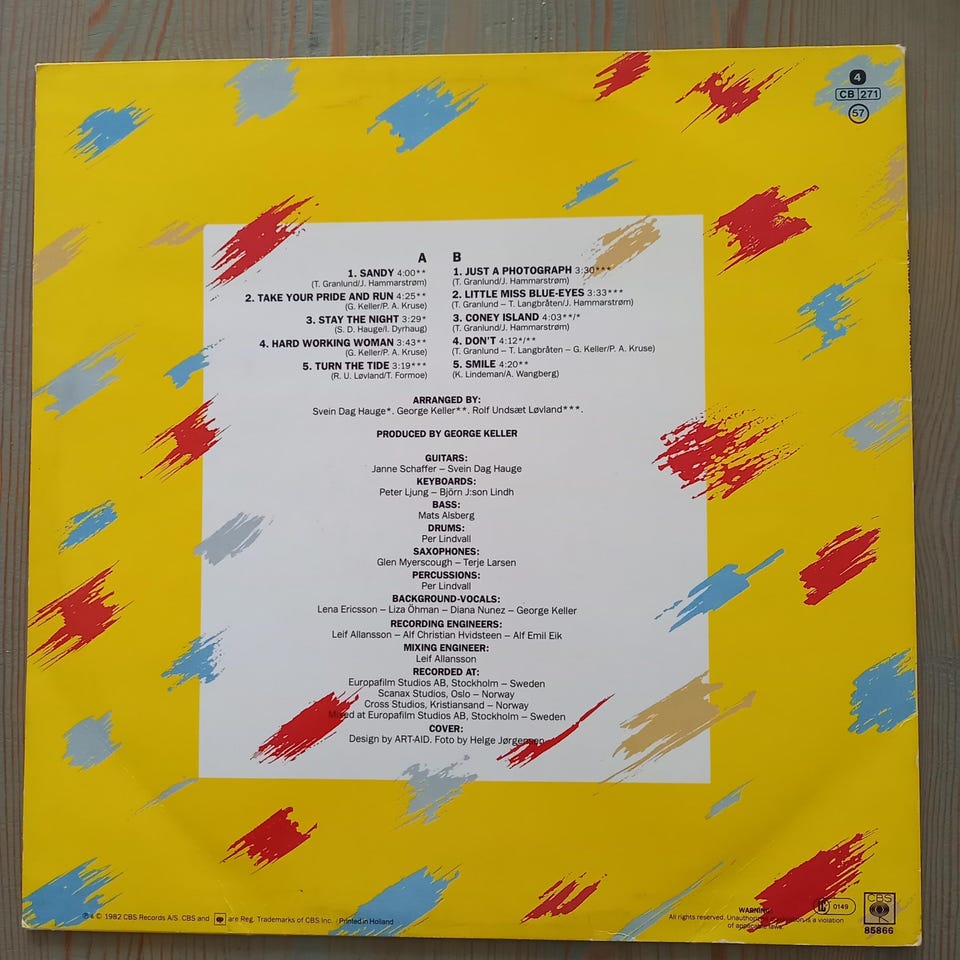 4
CB 271
57
A
1. SANDY 4:00**
(T. Granlund/J. Hammarstrøm)
2. TAKE YOUR PRIDE AND RUN 4:25**
(G. Keller/P. A. Kruse)
3. STAY THE NIGHT 3:29*
(S. D. Hauge/I. Dyrhaug)
4. HARD WORKING WOMAN 3:43**
(G. Keller/P. A. Kruse)
5. TURN THE TIDE 3:19***
(R. U. Løvland/T. Formoe)
B
1. JUST A PHOTOGRAPH 3:30***
(T. Granlund/J. Hammarstrøm)
2. LITTLE MISS BLUE-EYES 3:33***
(T. Granlund – T. Langbråten/J. Hammarstrøm)
3. CONEY ISLAND 4:03**/*
(T. Granlund/J. Hammarstrøm)
4. DON'T 4:12*/**
(T. Granlund – T. Langbråten – G. Keller/P. A. Kruse)
5. SMILE 4:20**
(K. Lindeman/A. Wangberg)
ARRANGED BY:
Svein Dag Hauge*. George Keller**. Rolf Undsæt Løvland***.
PRODUCED BY GEORGE KELLER
GUITARS:
Janne Schaffer – Svein Dag Hauge
KEYBOARDS:
Peter Ljung – Björn J:son Lindh
BASS:
Mats Alsberg
DRUMS:
Per Lindvall
SAXOPHONES:
Glen Myerscough – Terje Larsen
PERCUSSIONS:
Per Lindvall
BACKGROUND-VOCALS:
Lena Ericsson – Liza Öhman – Diana Nunez – George Keller
RECORDING ENGINEERS:
Leif Allansson – Alf Christian Hvidsteen – Alf Emil Eik
MIXING ENGINEER:
Leif Allansson
RECORDED AT:
Europafilm Studios AB, Stockholm – Sweden
Scanax Studios, Oslo – Norway
Cross Studios, Kristiansand – Norway
Mixed at Europafilm Studios AB, Stockholm – Sweden
COVER:
Design by ART-AID. Foto by Helge Jørgensen
℗ & © 1982 CBS Records A/S. CBS and are Reg. Trademarks of CBS Inc. / Printed in Holland
WARNING:
All rights reserved. Unauthorized duplication is a violation
of applicable laws.
0149
CBS
85866